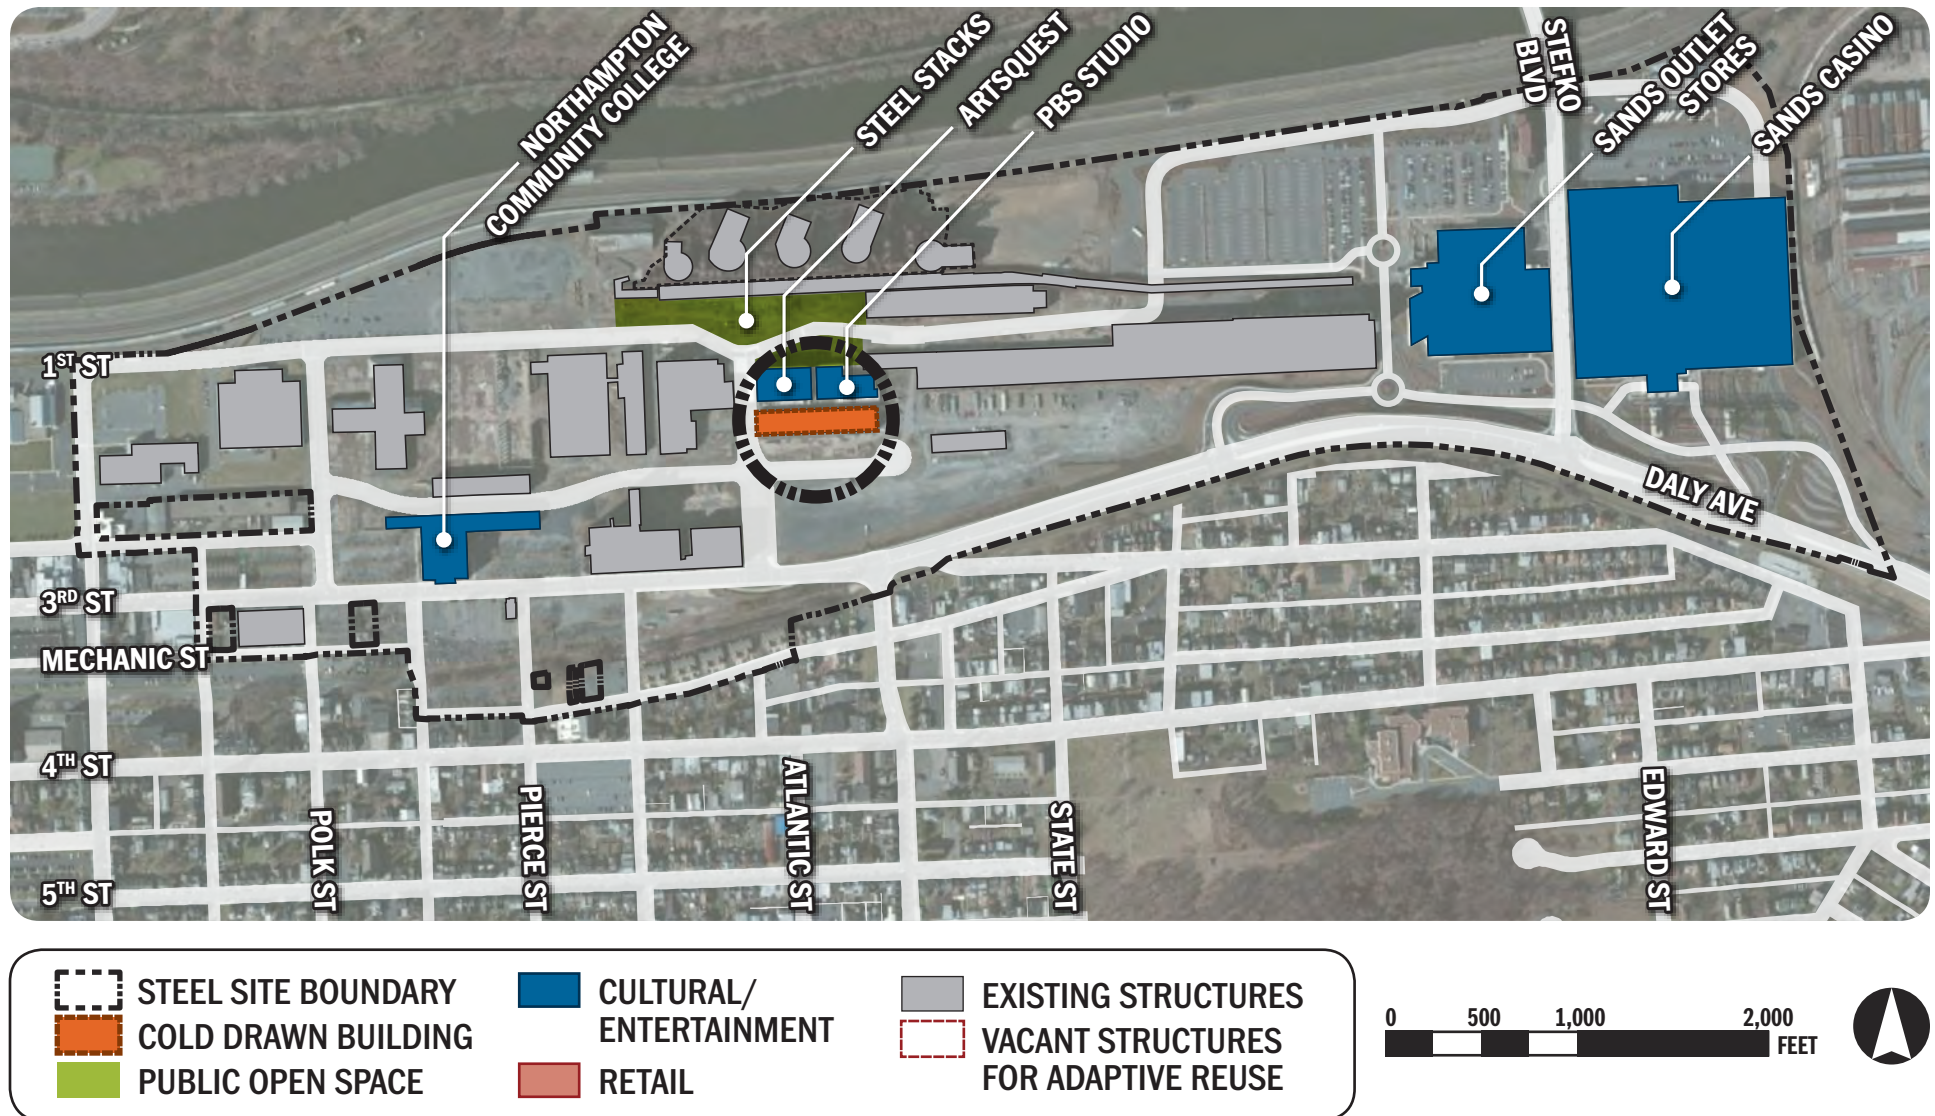 NORTHAMPTON
COMMUNITY COLLEGE
STEEL STACKS
ARTSQUEST
PBS STUDIO
STEFKO
BLVD
SANDS OUTLET
STORES
SANDS CASINO
1ST ST
DALY AVE
3RD ST
MECHANIC ST
4TH ST
POLK ST
PIERCE ST
ATLANTIC ST
STATE ST
EDWARD ST
5TH ST
STEEL SITE BOUNDARY
COLD DRAWN BUILDING
PUBLIC OPEN SPACE
CULTURAL/
ENTERTAINMENT
RETAIL
EXISTING STRUCTURES
VACANT STRUCTURES
FOR ADAPTIVE REUSE
0 500 1,000 2,000
FEET